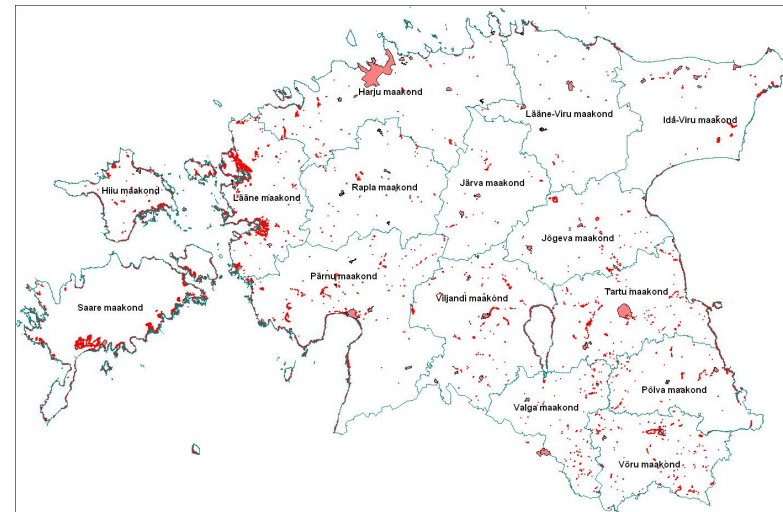 Harju maakond
Lääne-Viru maakond
Ida-Viru maakond
Hiiu maakond
Lääne maakond
Rapla maakond
Järva maakond
Jõgeva maakond
Pärnu maakond
Viljandi maakond
Tartu maakond
Saare maakond
Valga maakond
Põlva maakond
Võru maakond